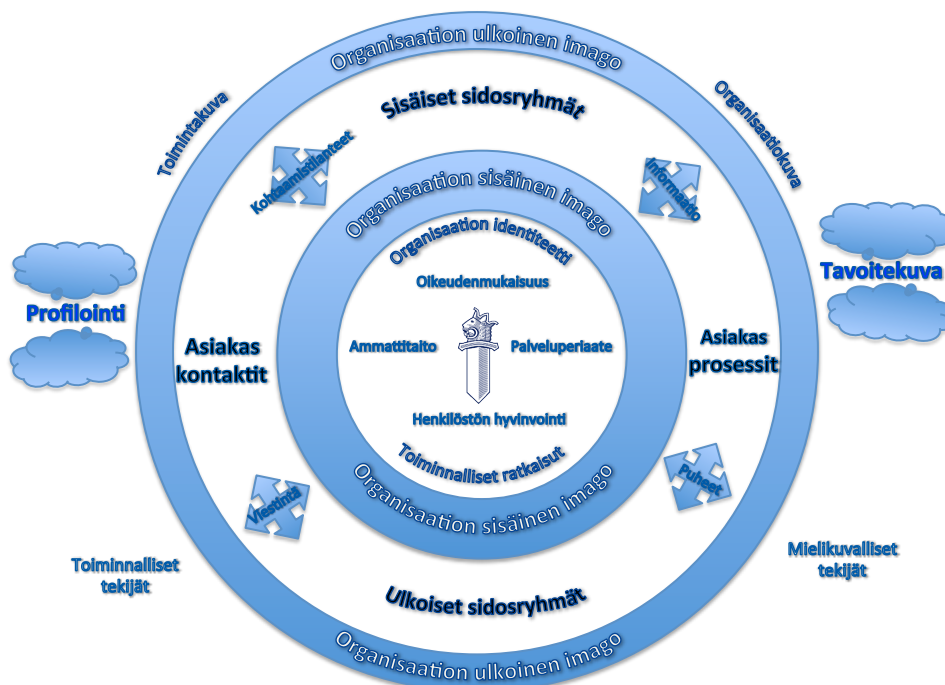 Organisaation ulkoinen imago
Sisäiset sidosryhmät
Toimintakuva
Organisaatiokuva
Kohtaamistilanteet
Informaatio
Organisaation sisäinen imago
Organisaation identiteetti
Oikeudenmukaisuus
Profilointi
Tavoitekuva
Asiakas
kontaktit
Ammattitaito
Palveluperiaate
Asiakas
prosessit
Henkilöstön hyvinvointi
Toiminnalliset ratkaisut
Organisaation sisäinen imago
Viestintä
Puheet
Toiminnalliset
tekijät
Mielikuvalliset
tekijät
Ulkoiset sidosryhmät
Organisaation ulkoinen imago